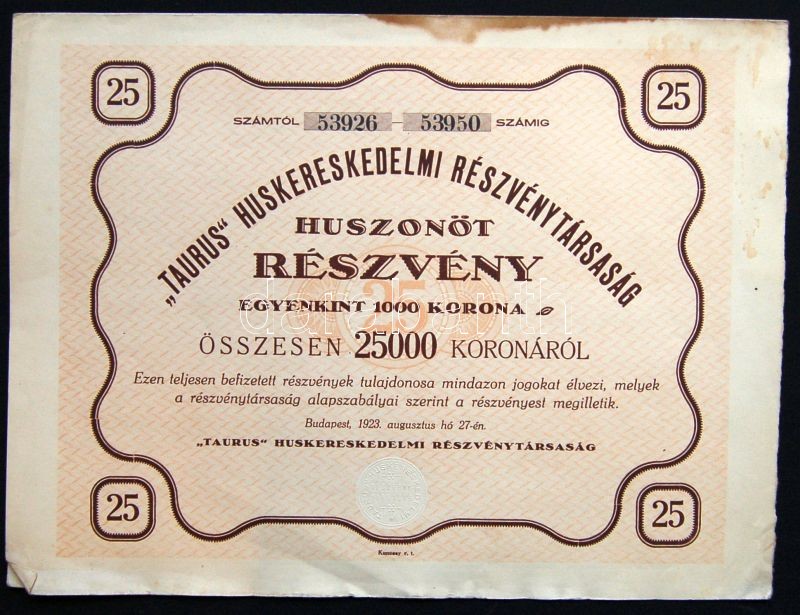 25
25
SZÁMTÓL 53926 – 53950 SZÁMIG
„TAURUS“ HUSKERESKEDELMI RÉSZVÉNYTÁRSASÁG
HUSZONÖT
RÉSZVÉNY
25
EGYENKINT 1000 KORONA
ÖSSZESEN 25000 KORONÁRÓL
Ezen teljesen befizetett részvények tulajdonosa mindazon jogokat élvezi, melyek
a részvénytársaság alapszabályai szerint a részvényest megilletik.
Budapest, 1923. augusztus hó 27-én.
„TAURUS“ HUSKERESKEDELMI RÉSZVÉNYTÁRSASÁG
25
25